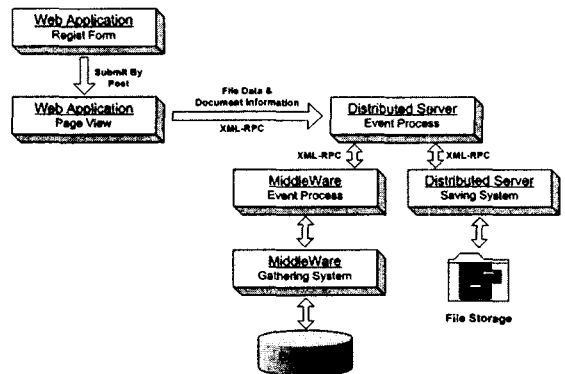 Web Application
Regist Form
Submit By
Post
Web Application
Page View
File Data &
Document Information
XML-RPC
Distributed Server
Event Process
XML-RPC
XML-RPC
MiddleWare
Event Process
Distributed Server
Saving System
MiddleWare
Gathering System
File Storage